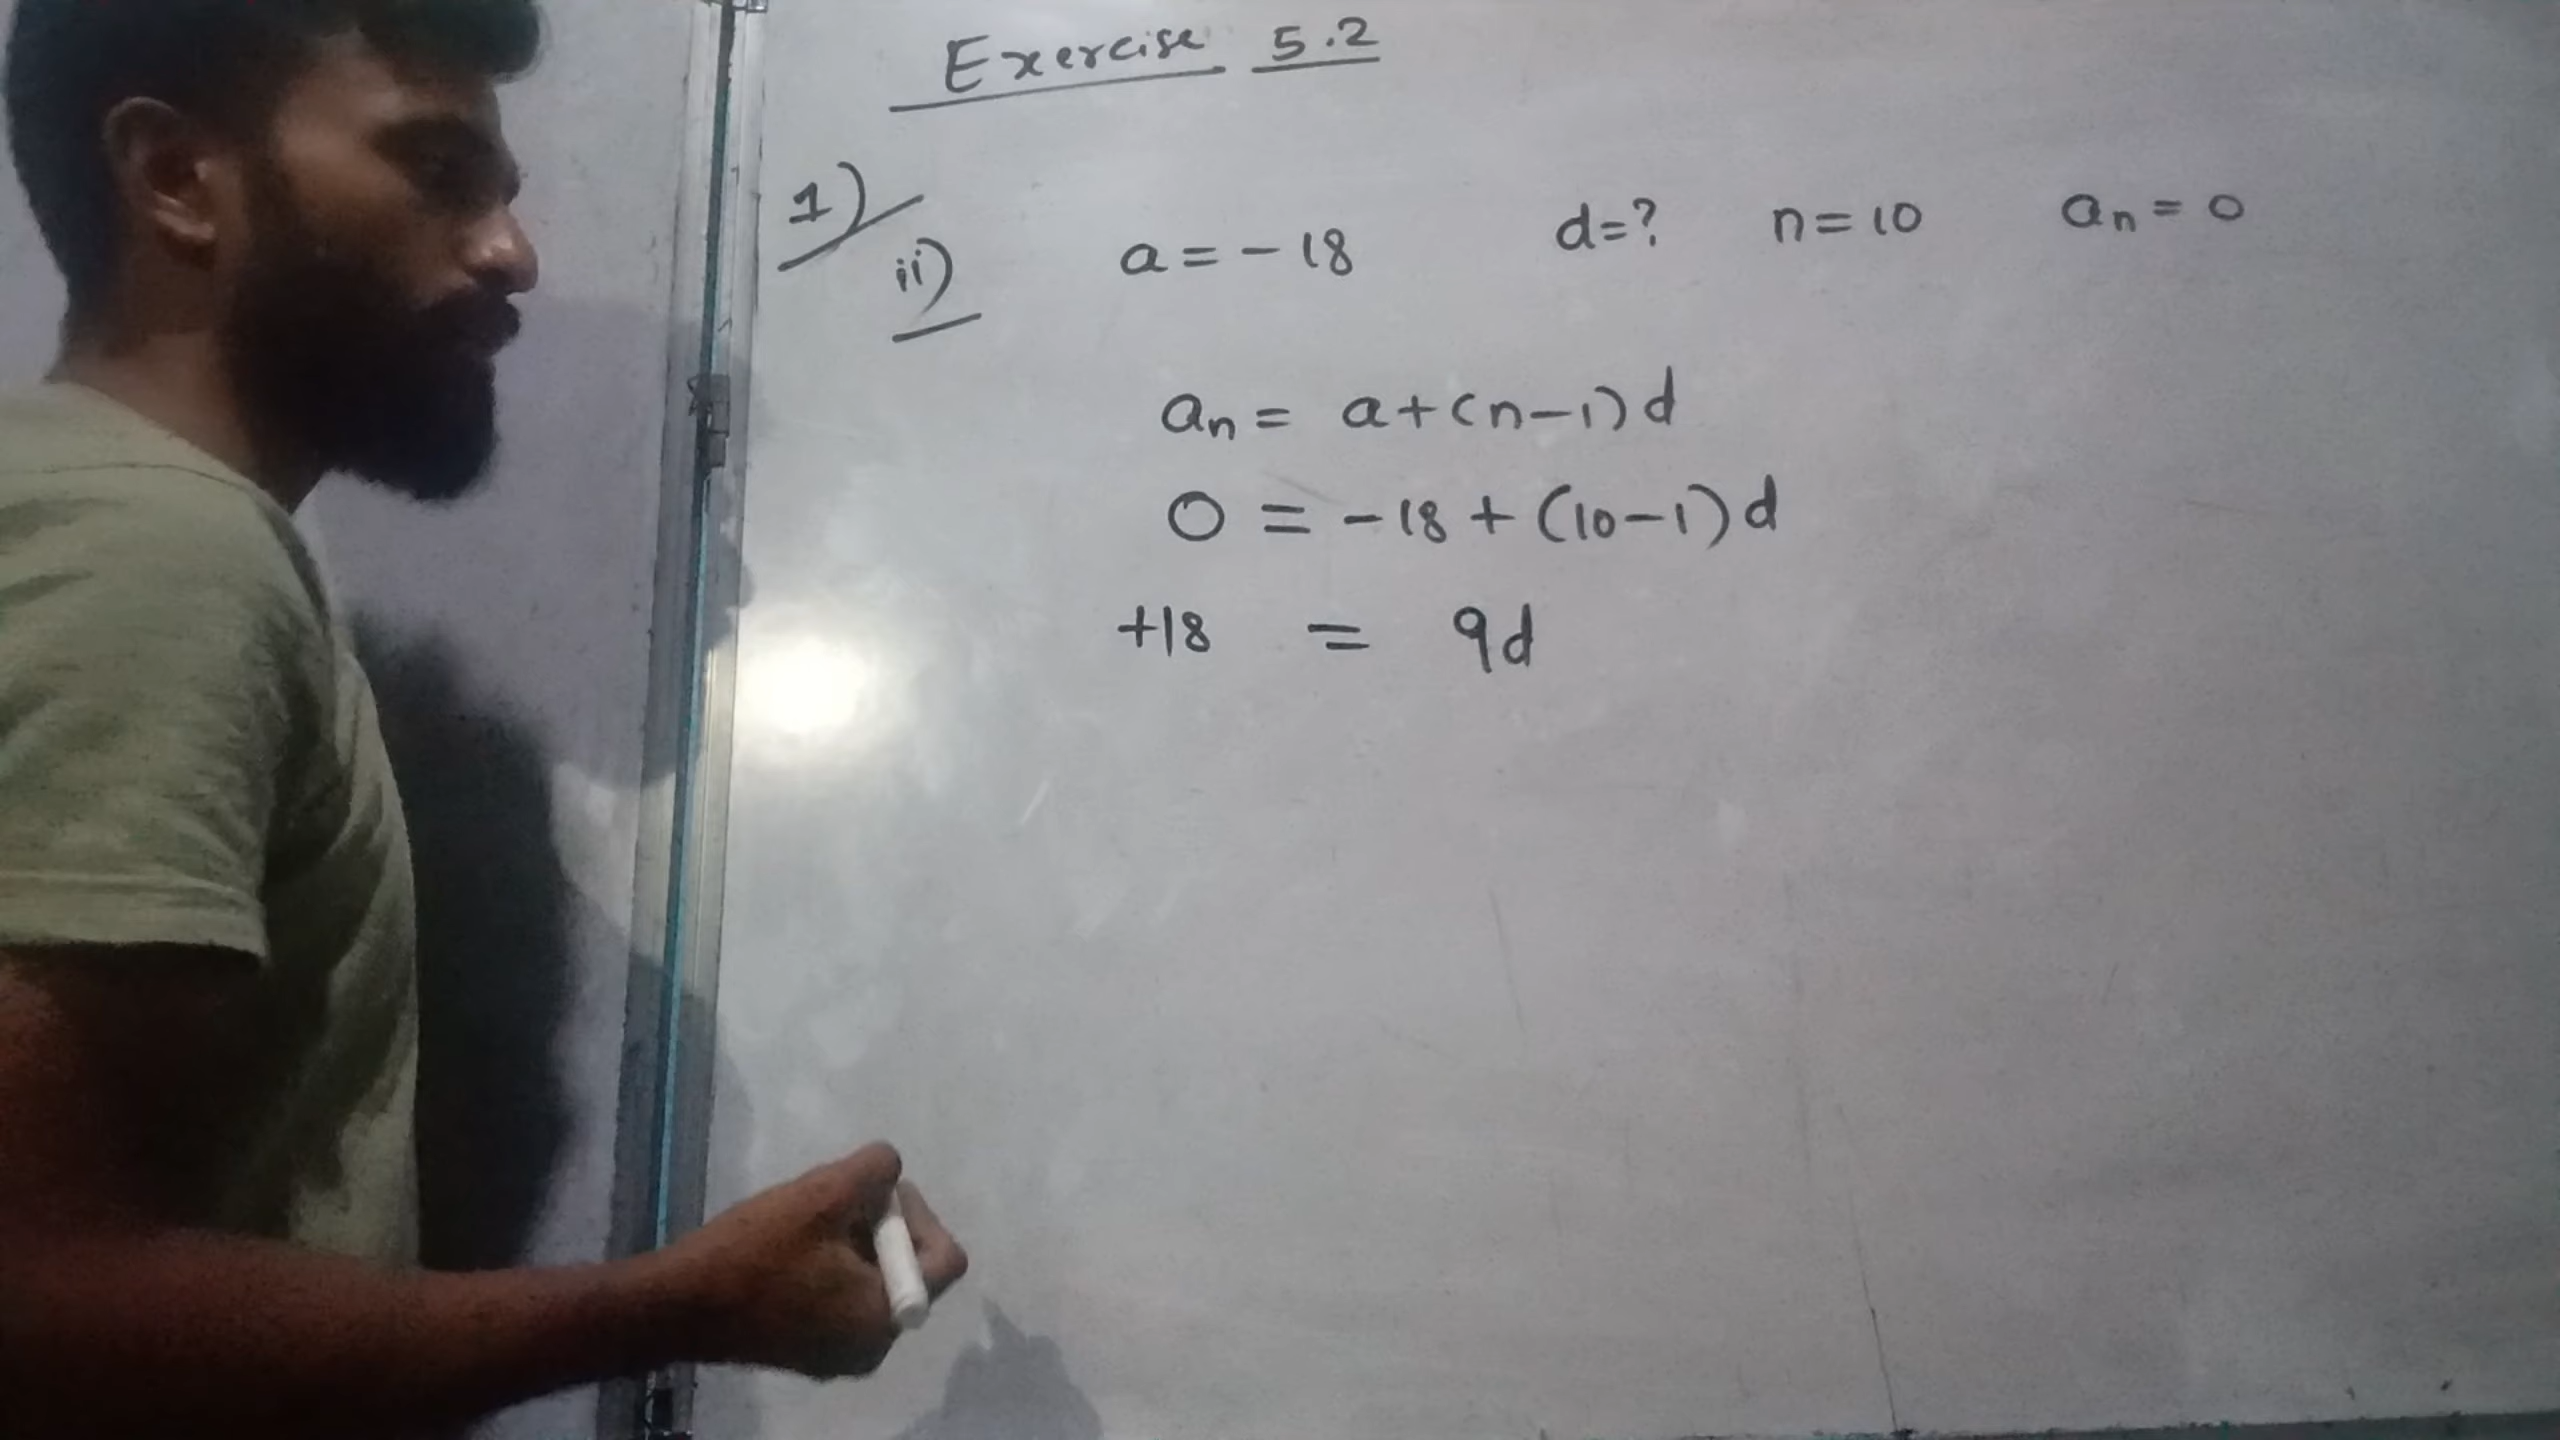 Exercise 5.2
1)
ii) a = -18 d=? n=10 an = 0
an = a+(n-1)d
0 = -18 + (10-1)d
+18 = 9d